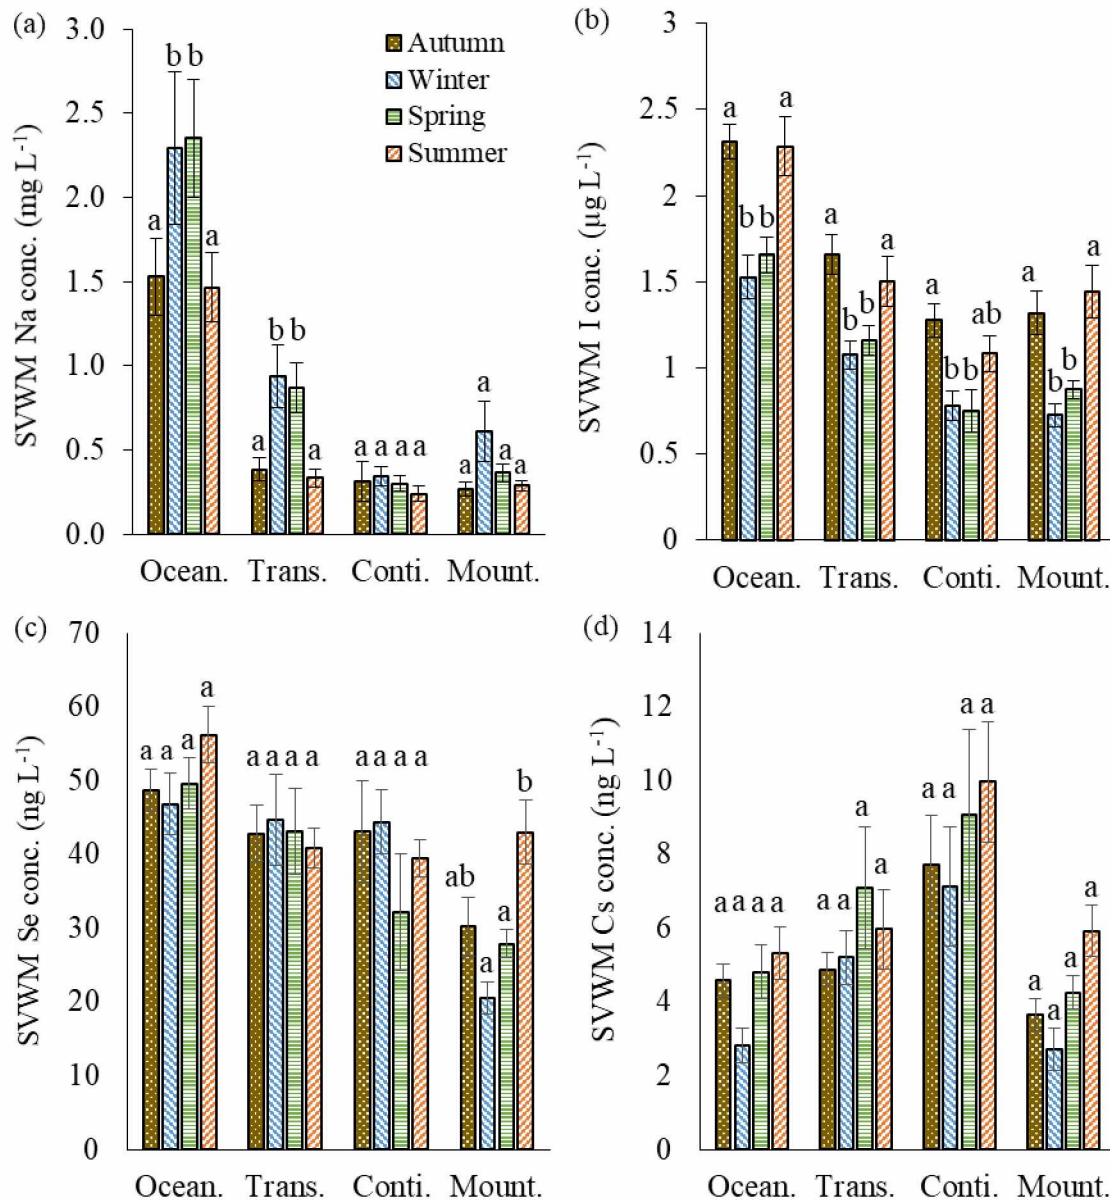 (a)
SVWM Na conc. (mg L⁻¹)
3.0
2.5
2.0
1.5
1.0
0.5
0.0
Autumn
Winter
Spring
Summer
a b b a
a b b a
a a a a
a a a a
Ocean. Trans. Conti. Mount.
(b)
SVWM I conc. (µg L⁻¹)
3
2.5
2
1.5
1
0.5
0
a b b a
a b b a
a b b ab
a b b a
Ocean. Trans. Conti. Mount.
(c)
SVWM Se conc. (ng L⁻¹)
70
60
50
40
30
20
10
0
a a a a
a a a a
a a a a
ab a a b
Ocean. Trans. Conti. Mount.
(d)
SVWM Cs conc. (ng L⁻¹)
14
12
10
8
6
4
2
0
a a a a
a a a a
a a a a
a a a a
Ocean. Trans. Conti. Mount.